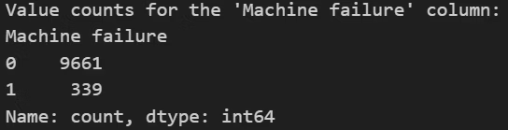 Value counts for the 'Machine failure' column:
Machine failure
0    9661
1     339
Name: count, dtype: int64